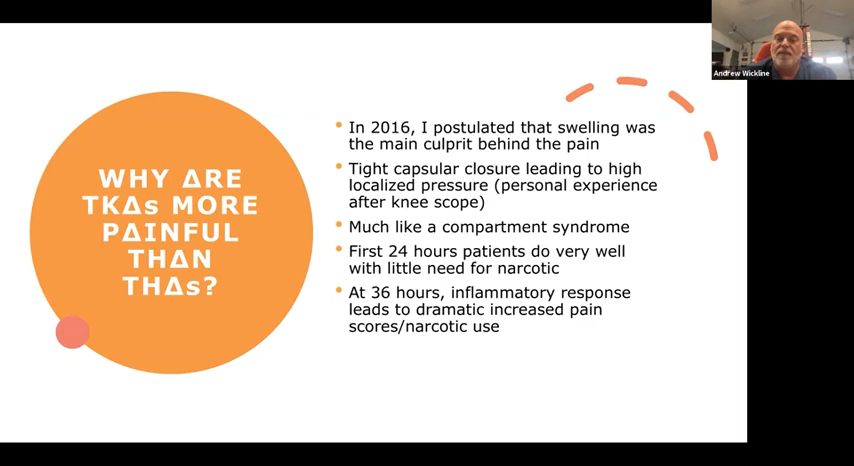 Andrew Wickline
WHY ΔRE
TKΔs MORE
PΔINFUL
THΔN
THΔs?
• In 2016, I postulated that swelling was
the main culprit behind the pain
• Tight capsular closure leading to high
localized pressure (personal experience
after knee scope)
• Much like a compartment syndrome
• First 24 hours patients do very well
with little need for narcotic
• At 36 hours, inflammatory response
leads to dramatic increased pain
scores/narcotic use